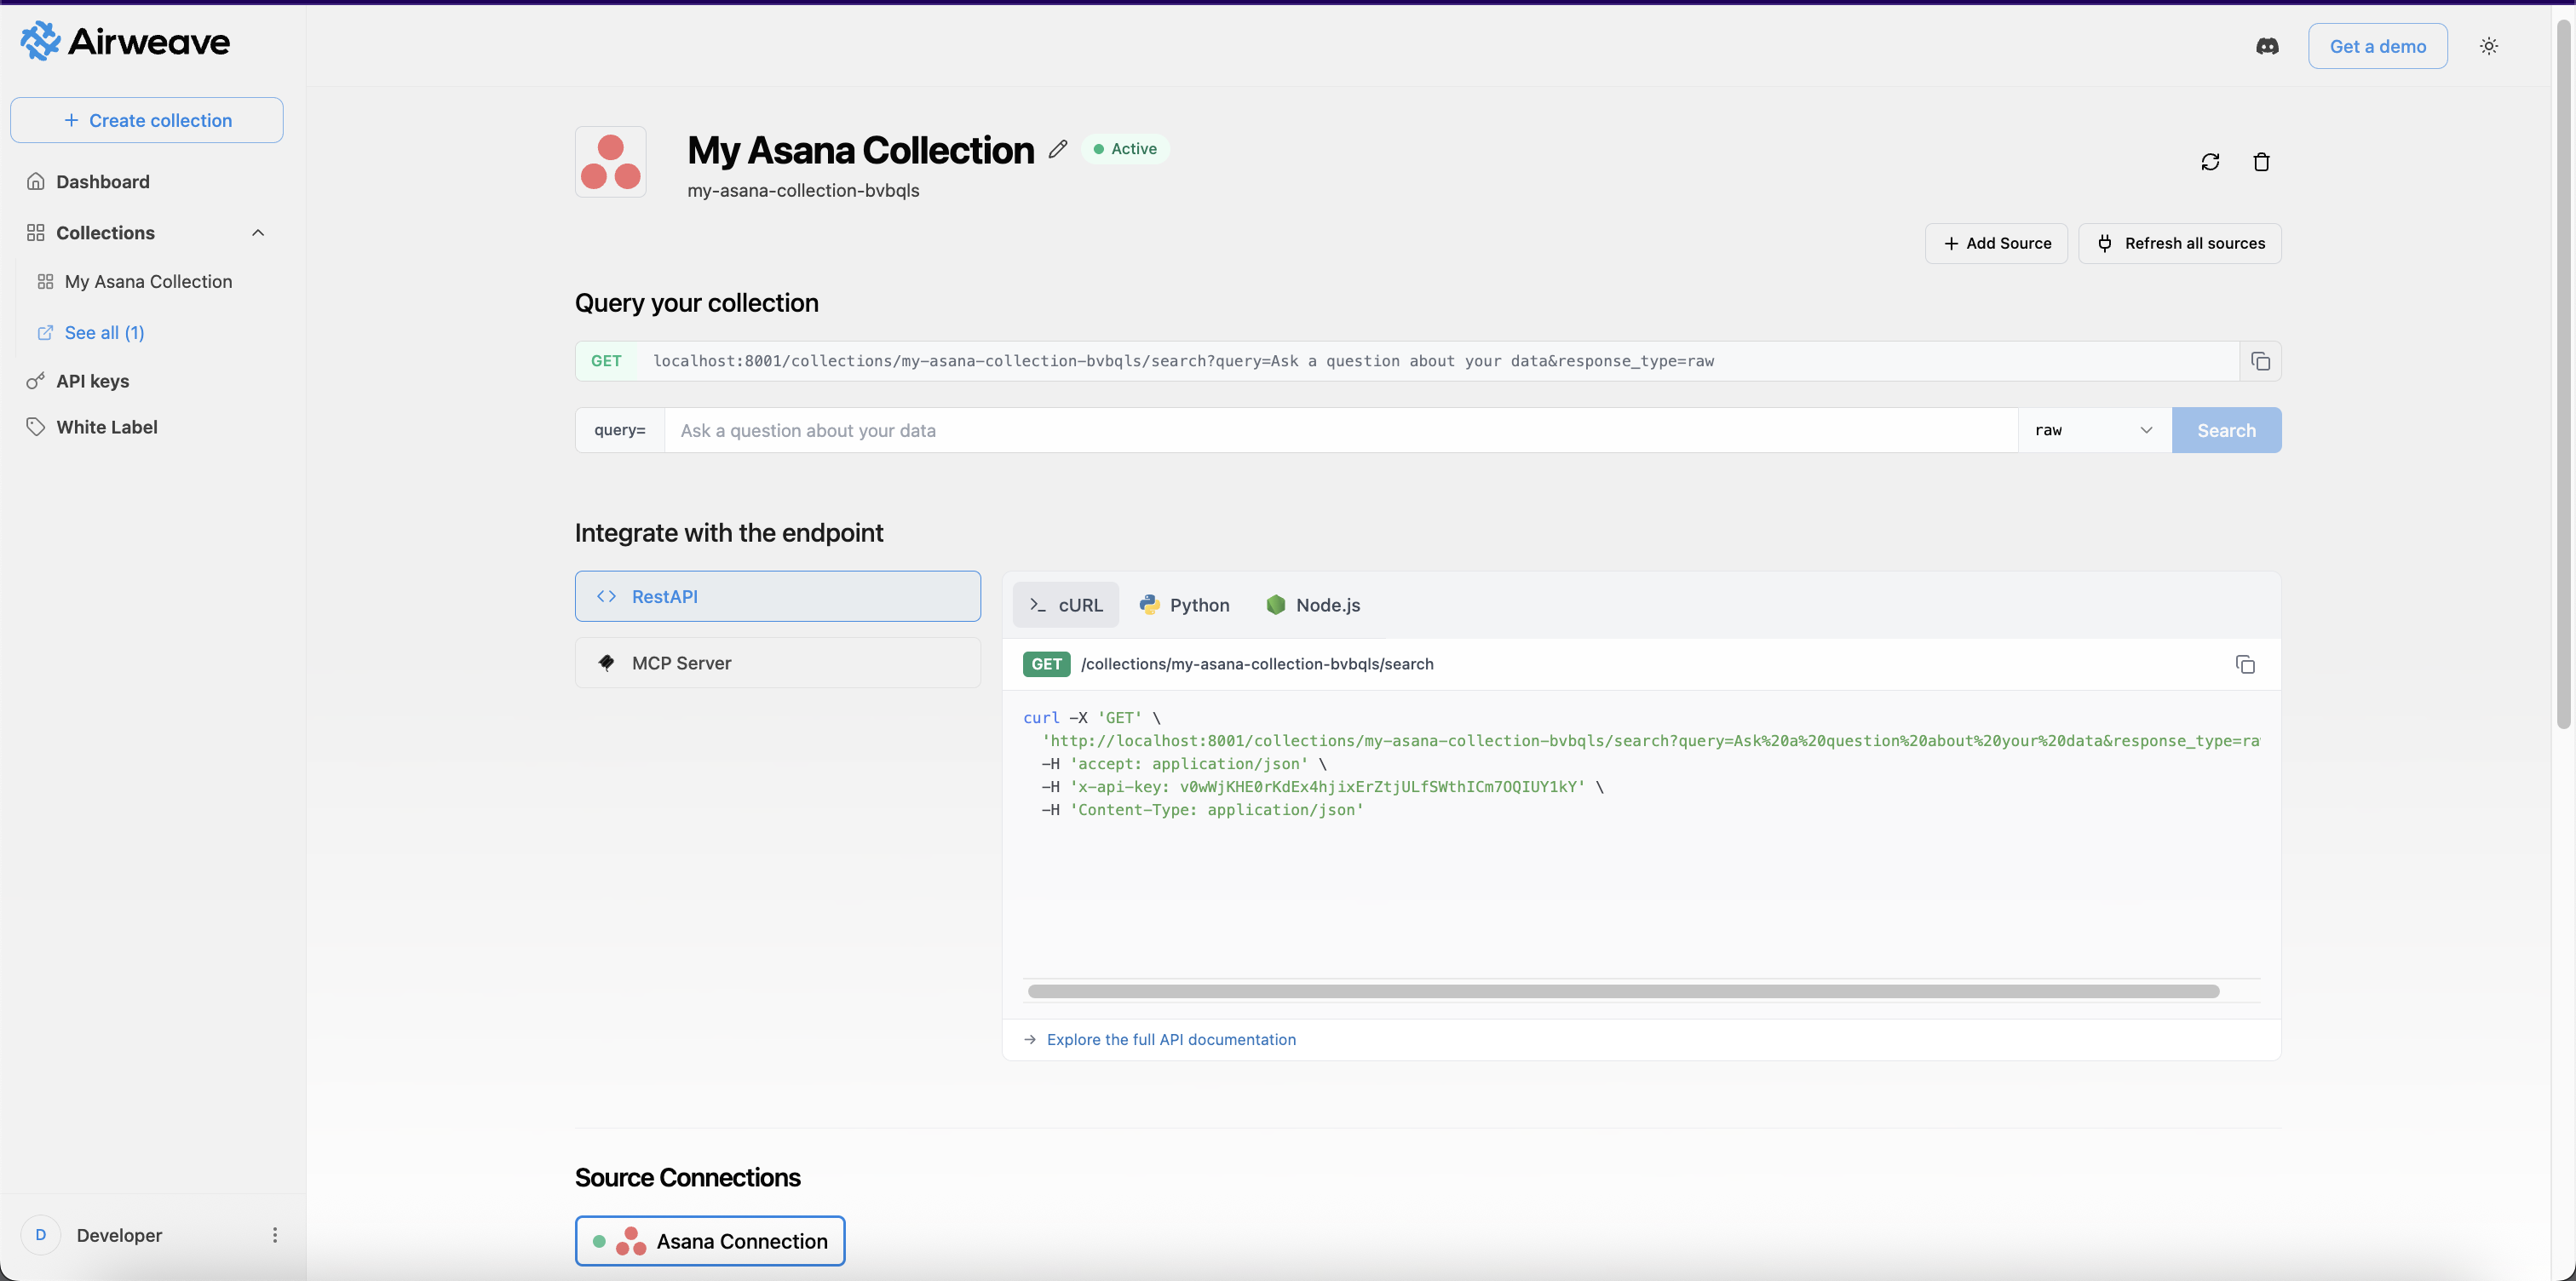 Airweave
Get a demo
Create collection
Dashboard
Collections
My Asana Collection
See all (1)
API keys
White Label
My Asana Collection
Active
my-asana-collection-bvbqls
Add Source
Refresh all sources
Query your collection
GET localhost:8001/collections/my-asana-collection-bvbqls/search?query=Ask a question about your data&response_type=raw
query= Ask a question about your data raw Search
Integrate with the endpoint
RestAPI
MCP Server
cURL Python Node.js
GET /collections/my-asana-collection-bvbqls/search
curl -X 'GET' \
'http://localhost:8001/collections/my-asana-collection-bvbqls/search?query=Ask%20a%20question%20about%20your%20data&response_type=ra
-H 'accept: application/json' \
-H 'x-api-key: v0wWjKHE0rKdEx4hjixErZtjULfSWthICm7OQIUY1kY' \
-H 'Content-Type: application/json'
Explore the full API documentation
Source Connections
Asana Connection
D Developer